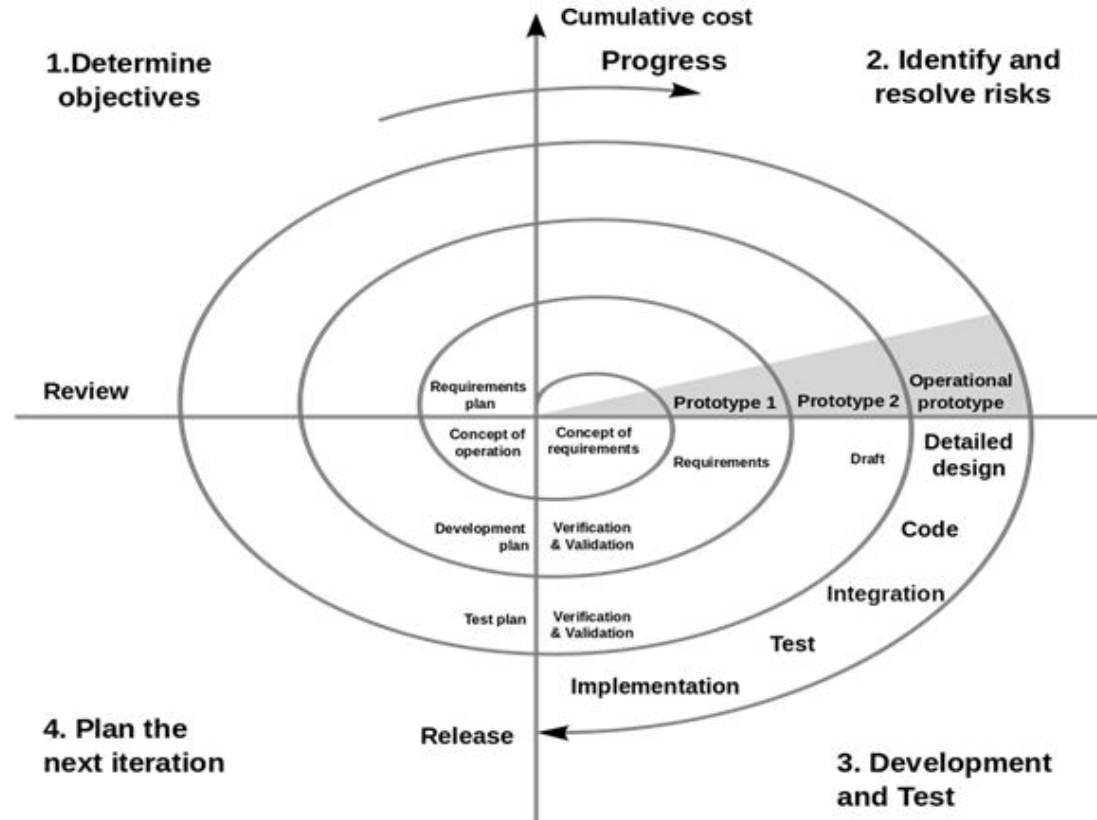 Cumulative cost
Progress
1.Determine
objectives
2. Identify and
resolve risks
Review
Requirements
plan
Prototype 1
Prototype 2
Operational
prototype
Concept of
operation
Concept of
requirements
Requirements
Draft
Detailed
design
Development
plan
Verification
& Validation
Code
Integration
Test plan
Verification
& Validation
Test
Implementation
Release
4. Plan the
next iteration
3. Development
and Test